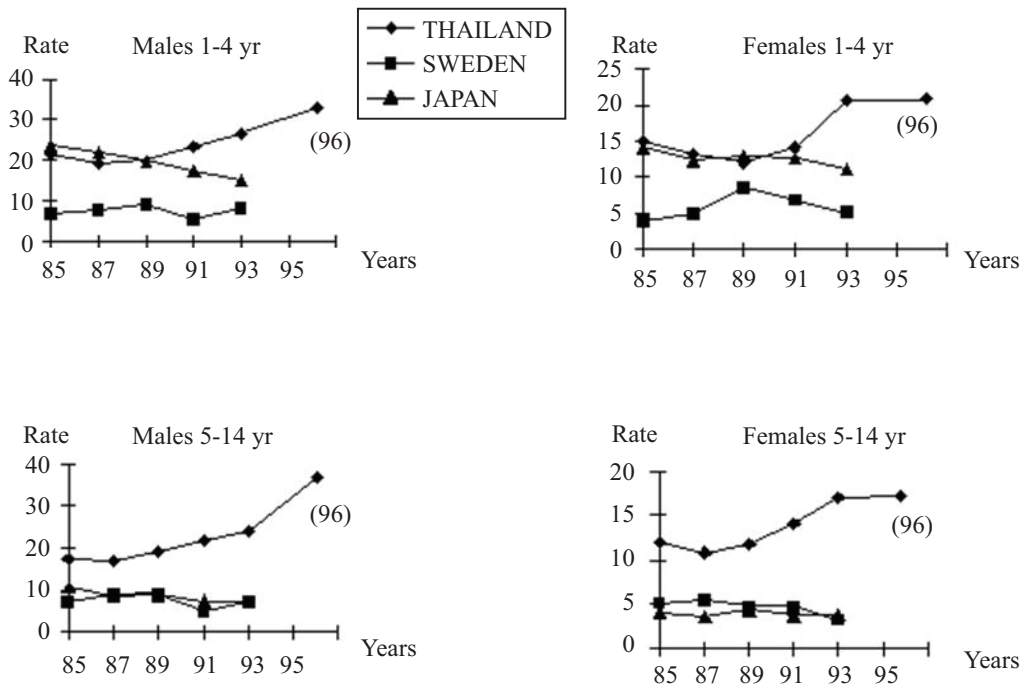 THAILAND
SWEDEN
JAPAN
Rate Males 1-4 yr
40
30
20
10
0
(96)
85 87 89 91 93 95 Years
Rate Females 1-4 yr
25
20
15
10
5
0
(96)
85 87 89 91 93 95 Years
Rate Males 5-14 yr
40
30
20
10
0
(96)
85 87 89 91 93 95 Years
Rate Females 5-14 yr
20
15
10
5
0
(96)
85 87 89 91 93 95 Years